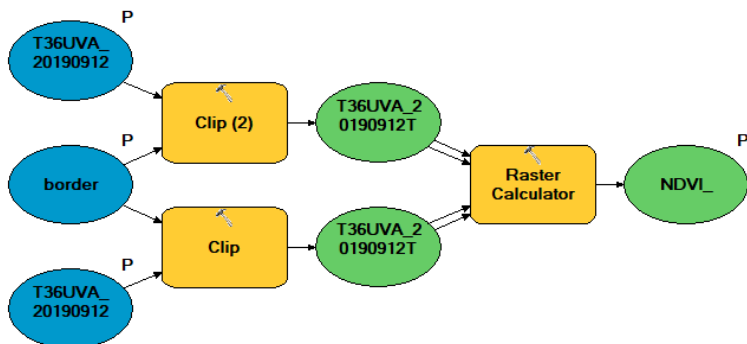 P
T36UVA_
20190912
Clip (2)
T36UVA_2
0190912T
P
border
Raster
Calculator
P
NDVI_
Clip
T36UVA_2
0190912T
P
T36UVA_
20190912